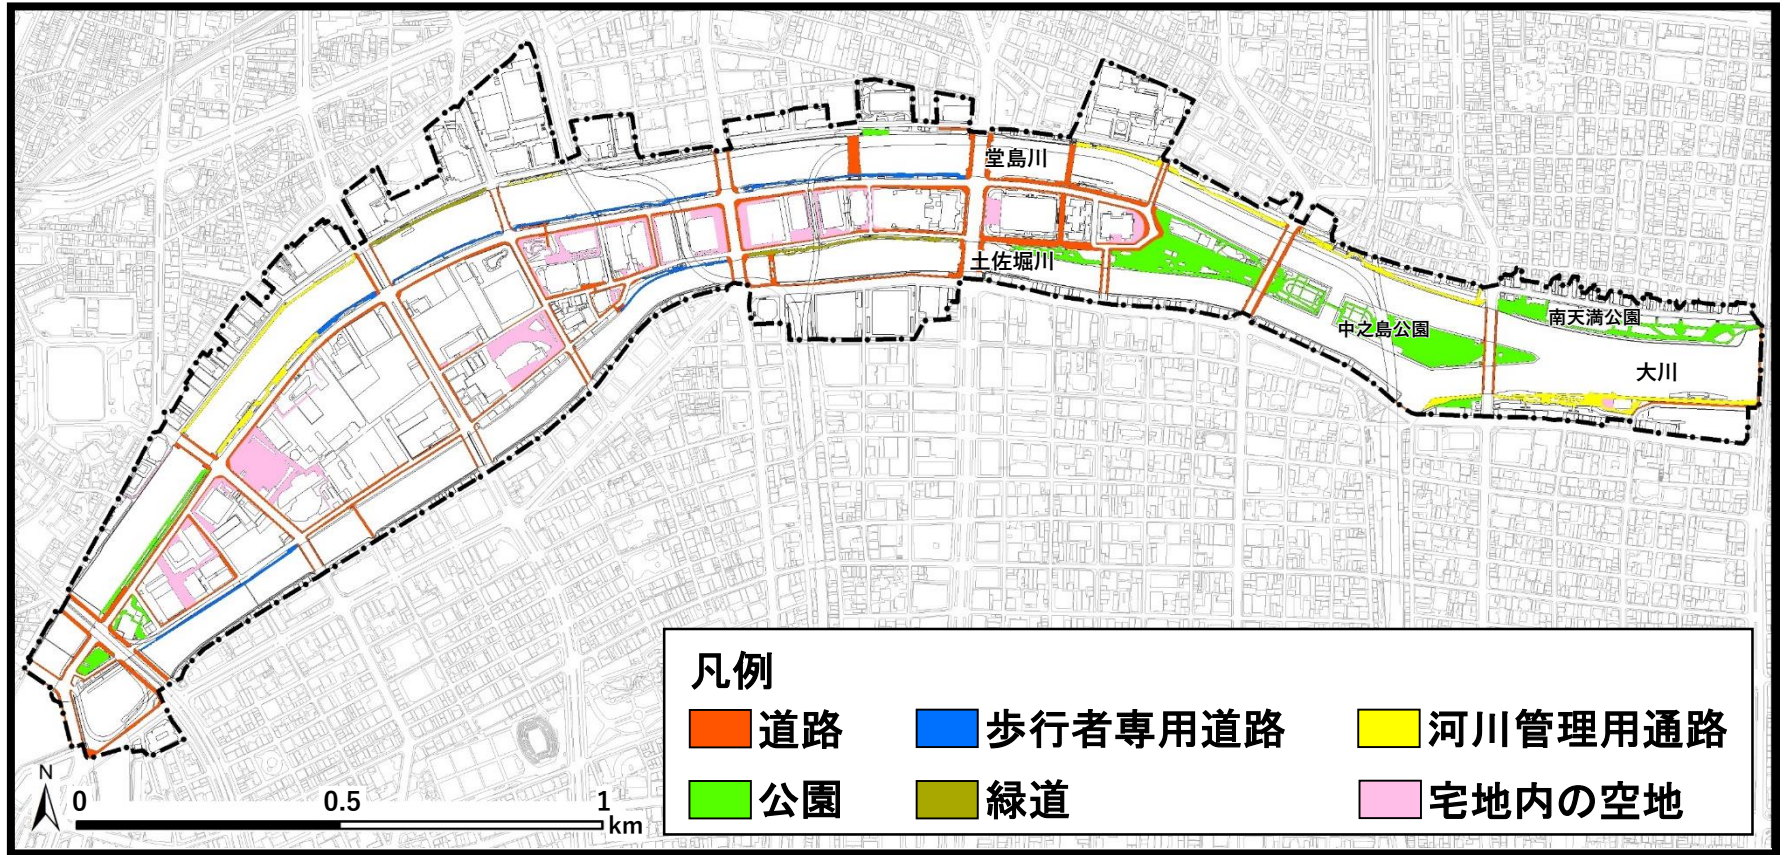 堂島川
土佐堀川
中之島公園
南天満公園
大川
凡例
道路
歩行者専用道路
河川管理用通路
公園
緑道
宅地内の空地
N
0 0.5 1
km